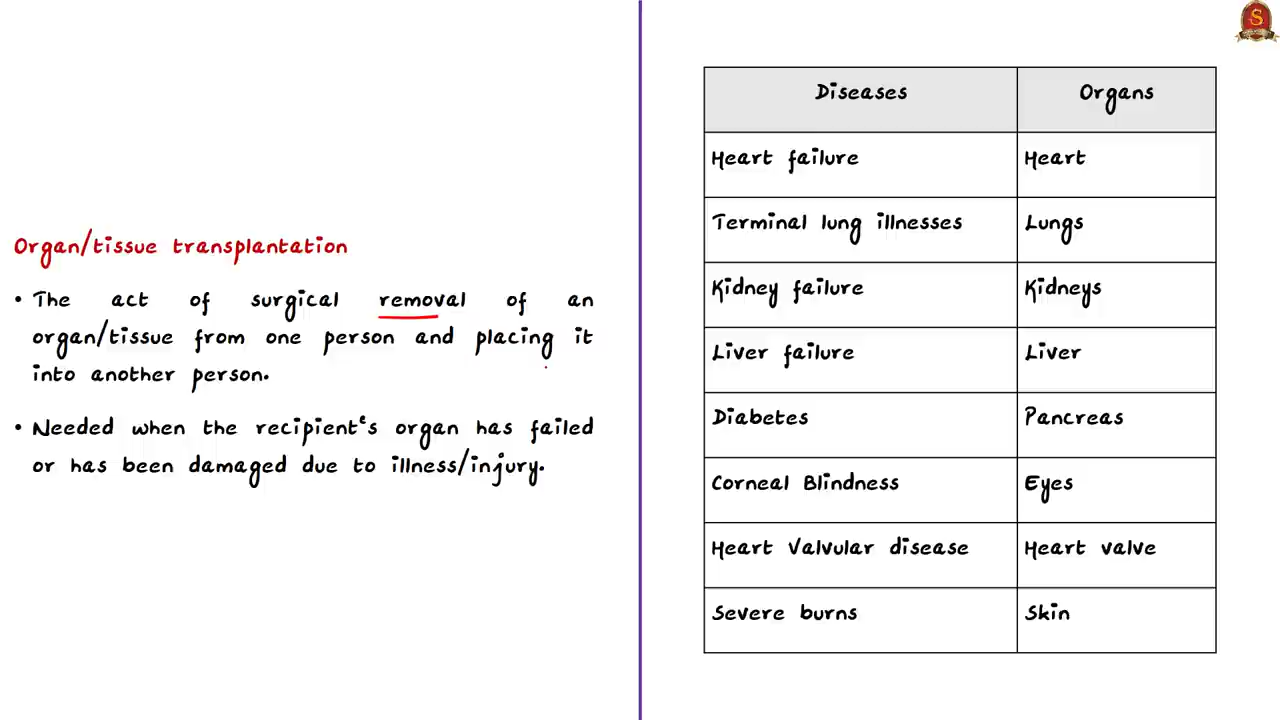 Organ/tissue transplantation
• The act of surgical removal of an
organ/tissue from one person and placing it
into another person.
• Needed when the recipient's organ has failed
or has been damaged due to illness/injury.
Diseases Organs
Heart failure Heart
Terminal lung illnesses Lungs
Kidney failure Kidneys
Liver failure Liver
Diabetes Pancreas
Corneal Blindness Eyes
Heart Valvular disease Heart valve
Severe burns Skin
S